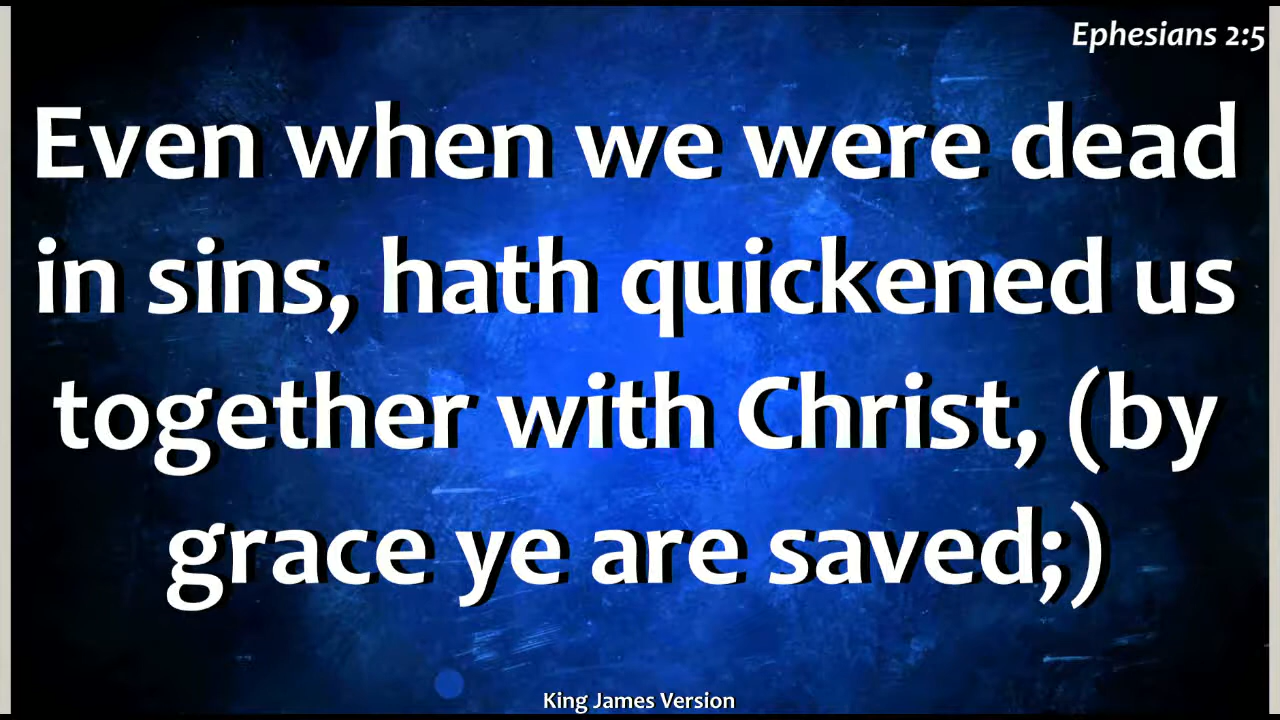 Ephesians 2:5
Even when we were dead
in sins, hath quickened us
together with Christ, (by
grace ye are saved;)
King James Version